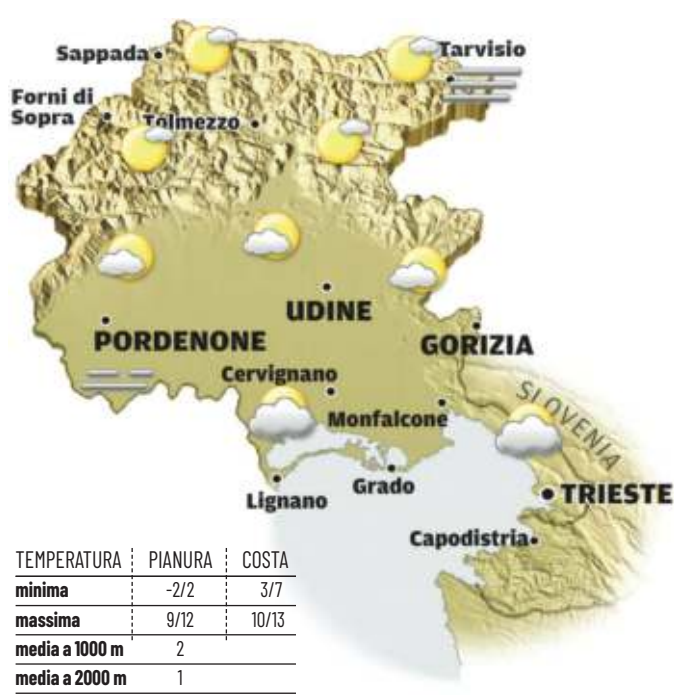 Sappada
Tarvisio
Forni di
Sopra
Tolmezzo
UDINE
PORDENONE
GORIZIA
Cervignano
SLOVENIA
Monfalcone
Grado
Lignano
TRIESTE
Capodistria
TEMPERATURA PIANURA COSTA
minima -2/2 3/7
massima 9/12 10/13
media a 1000 m 2
media a 2000 m 1